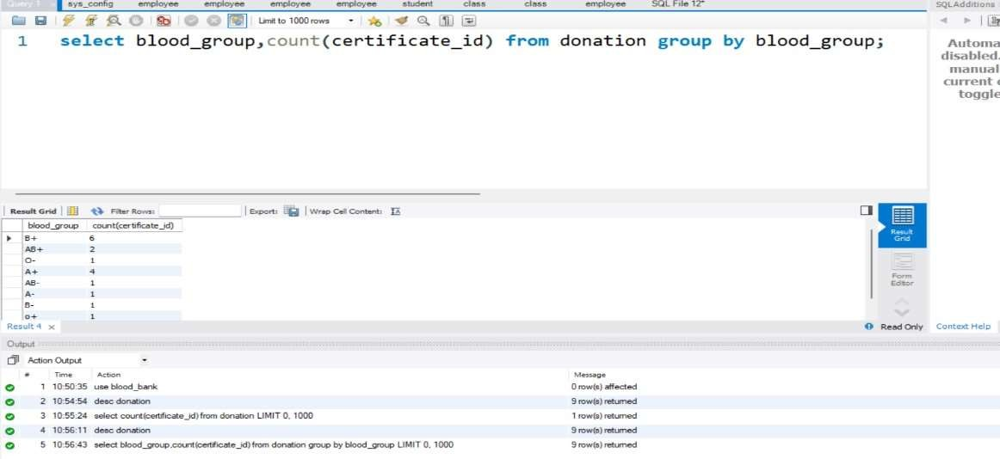 Query 1 sys_config employee employee employee employee student class class employee SQL File 12* SQLAdditions
Limit to 1000 rows
1 select blood_group,count(certificate_id) from donation group by blood_group;
Automa
disabled.
manual
current c
toggle
Result Grid Filter Rows: Export: Wrap Cell Content:
blood_group count(certificate_id)
B+ 6
AB+ 2
O- 1
A+ 4
AB- 1
A- 1
B- 1
o+ 1
Result
Grid
Form
Editor
Result 4 Read Only Context Help
Output
Action Output
# Time Action Message
1 10:50:35 use blood_bank 0 row(s) affected
2 10:54:54 desc donation 9 row(s) returned
3 10:55:24 select count(certificate_id) from donation LIMIT 0, 1000 1 row(s) returned
4 10:56:11 desc donation 9 row(s) returned
5 10:56:43 select blood_group,count(certificate_id) from donation group by blood_group LIMIT 0, 1000 9 row(s) returned